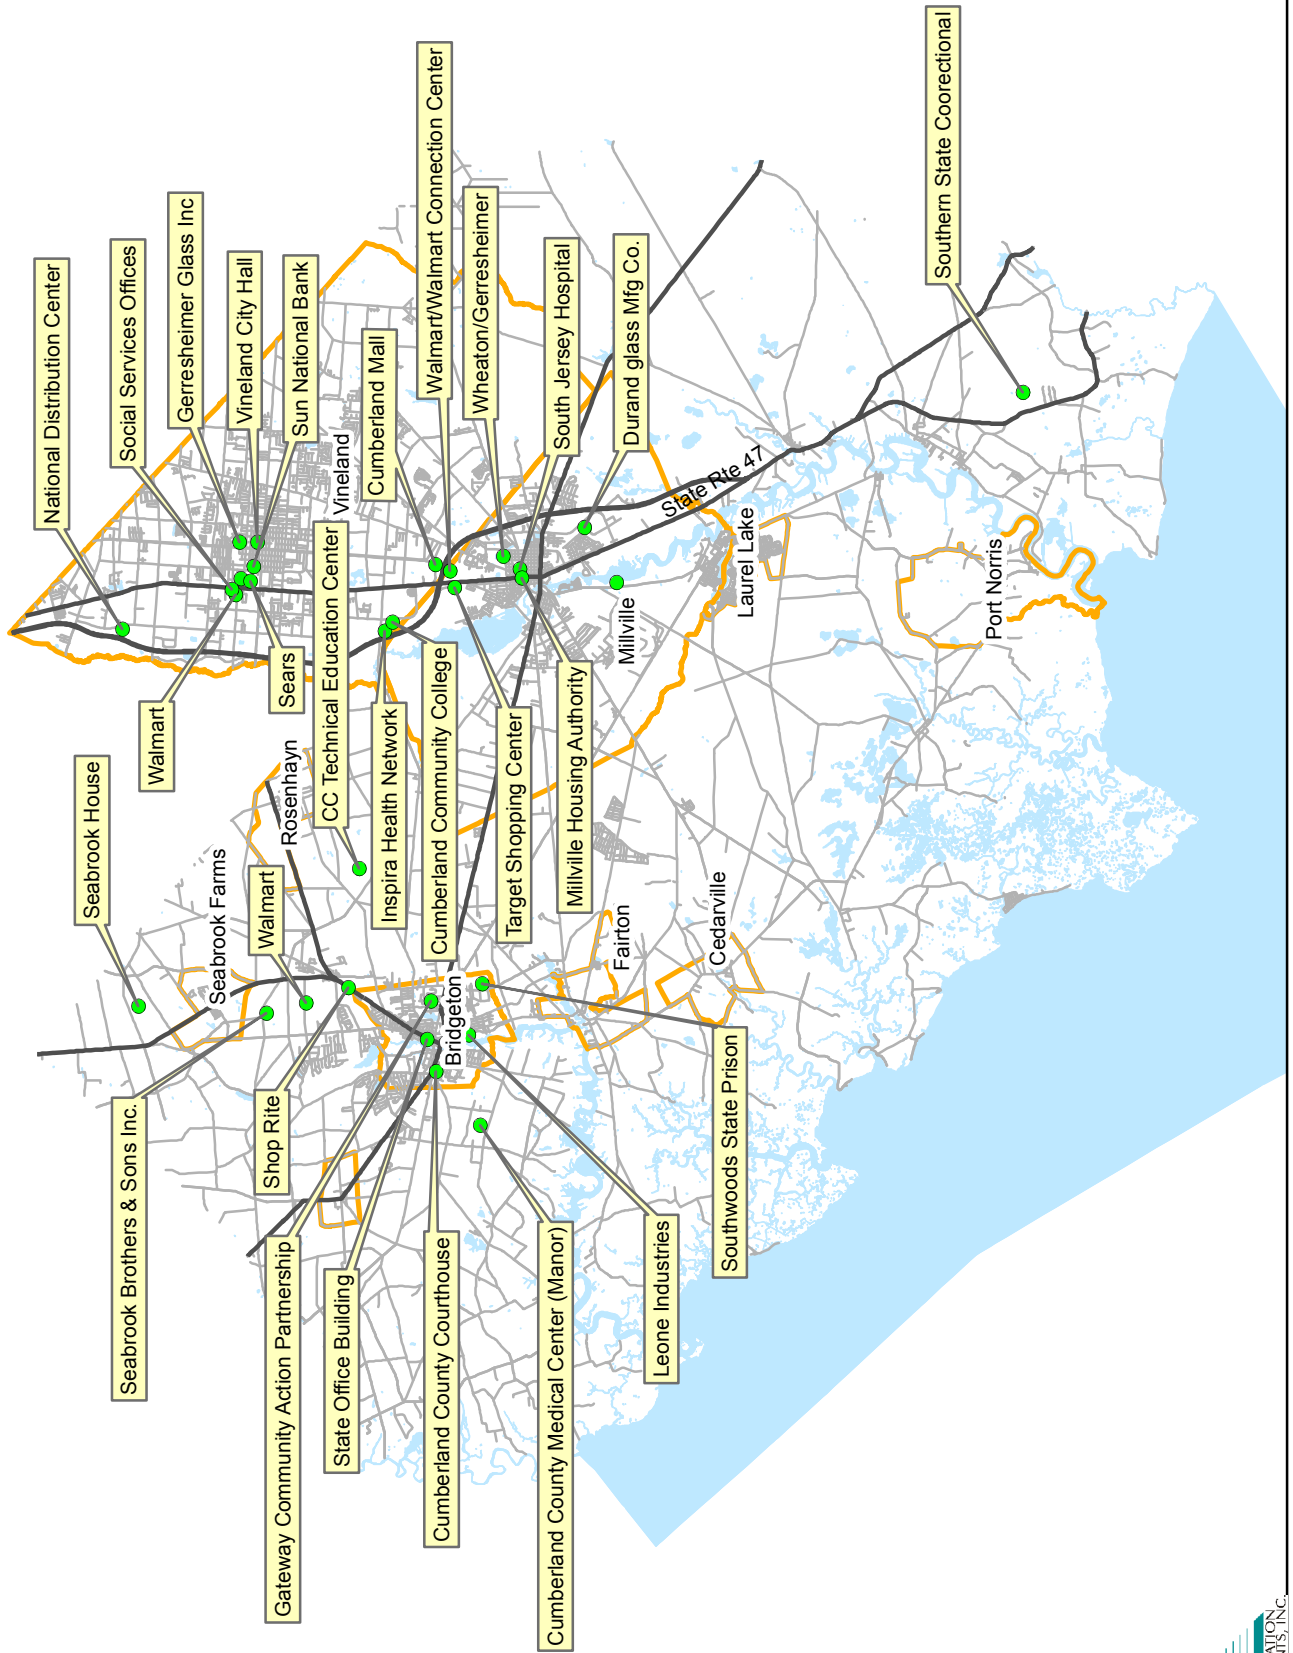 National Distribution Center
Social Services Offices
Gerresheimer Glass Inc
Vineland City Hall
Sun National Bank
Vineland
Cumberland Mall
Walmart/Walmart Connection Center
Wheaton/Gerresheimer
South Jersey Hospital
Durand glass Mfg Co.
Southern State Coorectional
State Rte 47
Laurel Lake
Port Norris
Millville
Walmart
Sears
CC Technical Education Center
Inspira Health Network
Cumberland Community College
Target Shopping Center
Millville Housing Authority
Seabrook House
Seabrook Farms
Rosenhayn
Walmart
Fairton
Cedarville
Bridgeton
Seabrook Brothers & Sons Inc.
Shop Rite
Gateway Community Action Partnership
State Office Building
Cumberland County Courthouse
Cumberland County Medical Center (Manor)
Leone Industries
Southwoods State Prison
ATION
NTS, INC.